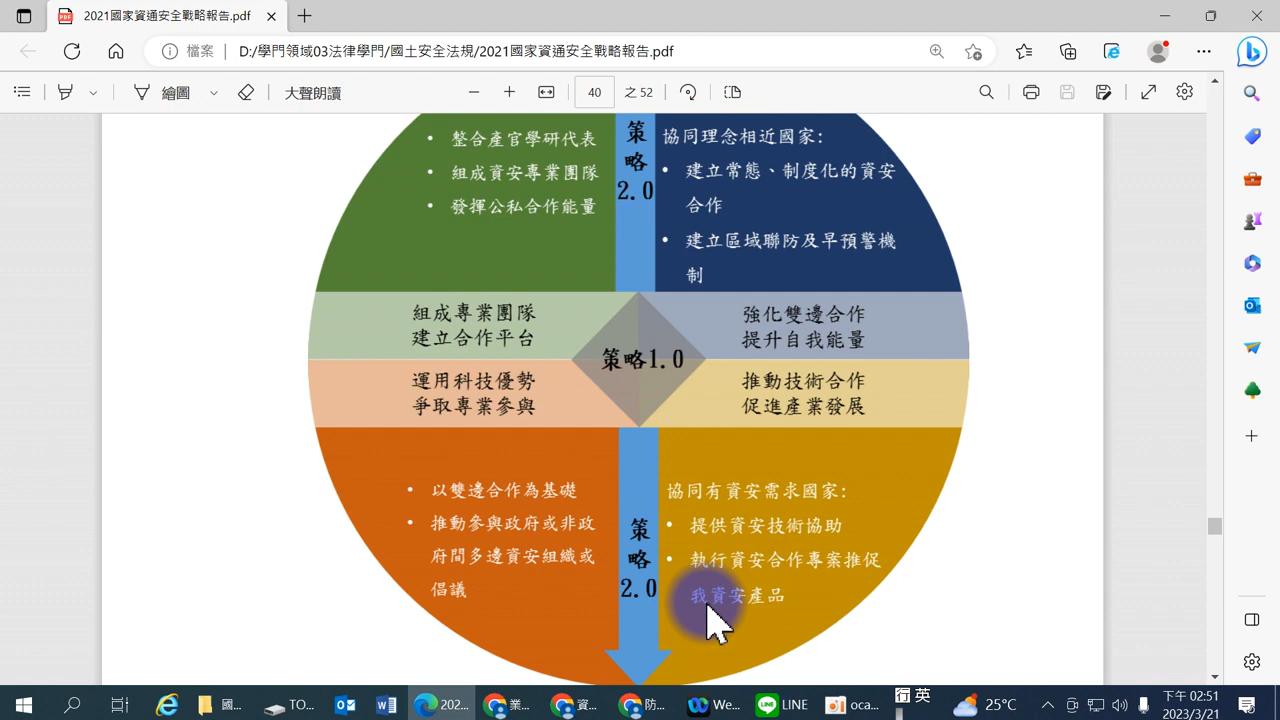 2021國家資通安全戰略報告.pdf
檔案
D:/學門領域03法律學門/國土安全法規/2021國家資通安全戰略報告.pdf
繪圖
大聲朗讀
40
之 52
• 整合產官學研代表
• 組成資安專業團隊
• 發揮公私合作能量
策
略
2.0
協同理念相近國家:
• 建立常態、制度化的資安
合作
• 建立區域聯防及早預警機
制
組成專業團隊
建立合作平台
強化雙邊合作
提升自我能量
策略1.0
運用科技優勢
爭取專業參與
推動技術合作
促進產業發展
• 以雙邊合作為基礎
• 推動參與政府或非政
府間多邊資安組織或
倡議
策
略
2.0
協同有資安需求國家:
• 提供資安技術協助
• 執行資安合作專案推促
我資安產品
國...
TO...
202...
業...
資...
防...
We...
LINE
oca...
行 英
25°C
下午 02:51
2023/3/21